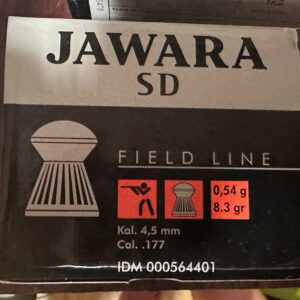 JAWARA
SD
FIELD LINE
0,54 g
8.3 gr
Kal. 4,5 mm
Cal. .177
IDM 000564401